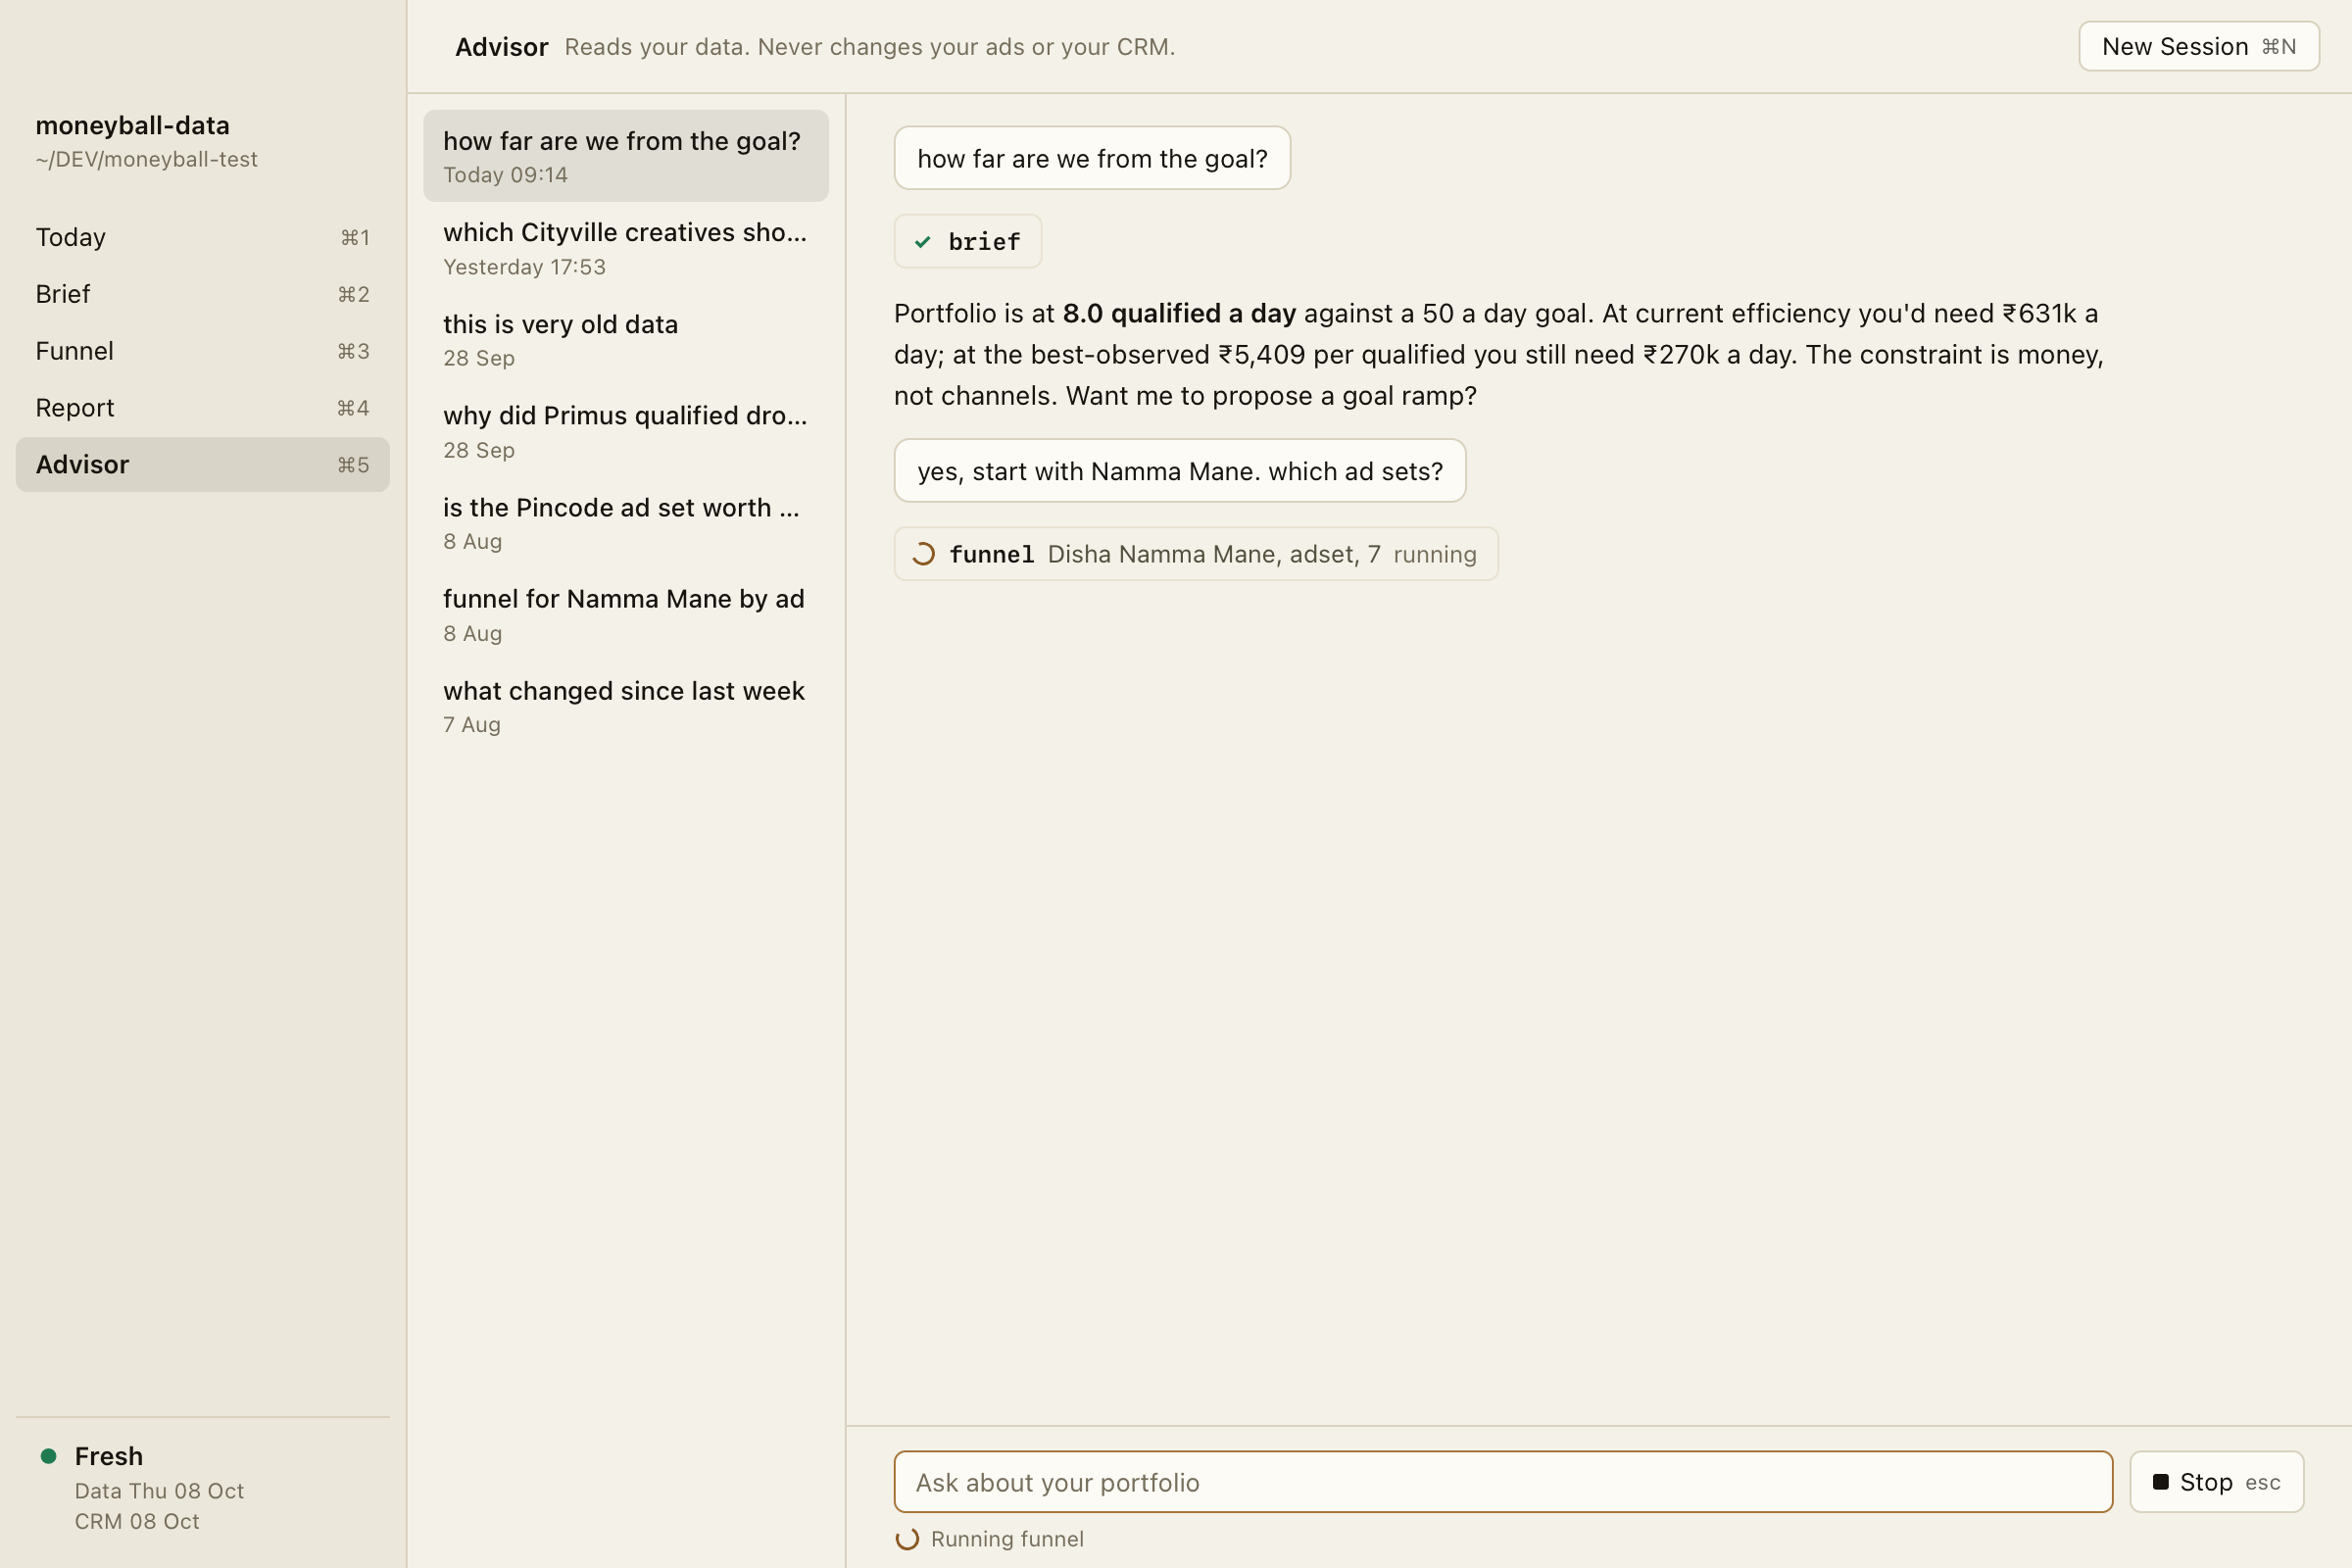 moneyball-data
~/DEV/moneyball-test
Today ⌘1
Brief ⌘2
Funnel ⌘3
Report ⌘4
Advisor ⌘5
Fresh
Data Thu 08 Oct
CRM 08 Oct
Advisor Reads your data. Never changes your ads or your CRM.
New Session ⌘N
how far are we from the goal?
Today 09:14
which Cityville creatives sho...
Yesterday 17:53
this is very old data
28 Sep
why did Primus qualified dro...
28 Sep
is the Pincode ad set worth ...
8 Aug
funnel for Namma Mane by ad
8 Aug
what changed since last week
7 Aug
how far are we from the goal?
✓ brief
Portfolio is at 8.0 qualified a day against a 50 a day goal. At current efficiency you'd need ₹631k a
day; at the best-observed ₹5,409 per qualified you still need ₹270k a day. The constraint is money,
not channels. Want me to propose a goal ramp?
yes, start with Namma Mane. which ad sets?
funnel Disha Namma Mane, adset, 7 running
Ask about your portfolio
Stop esc
Running funnel